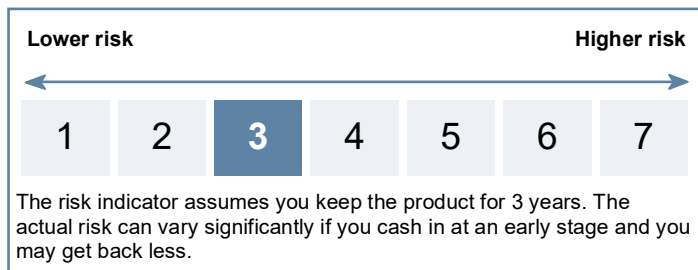 Lower risk Higher risk
1 2 3 4 5 6 7
The risk indicator assumes you keep the product for 3 years. The
actual risk can vary significantly if you cash in at an early stage and you
may get back less.